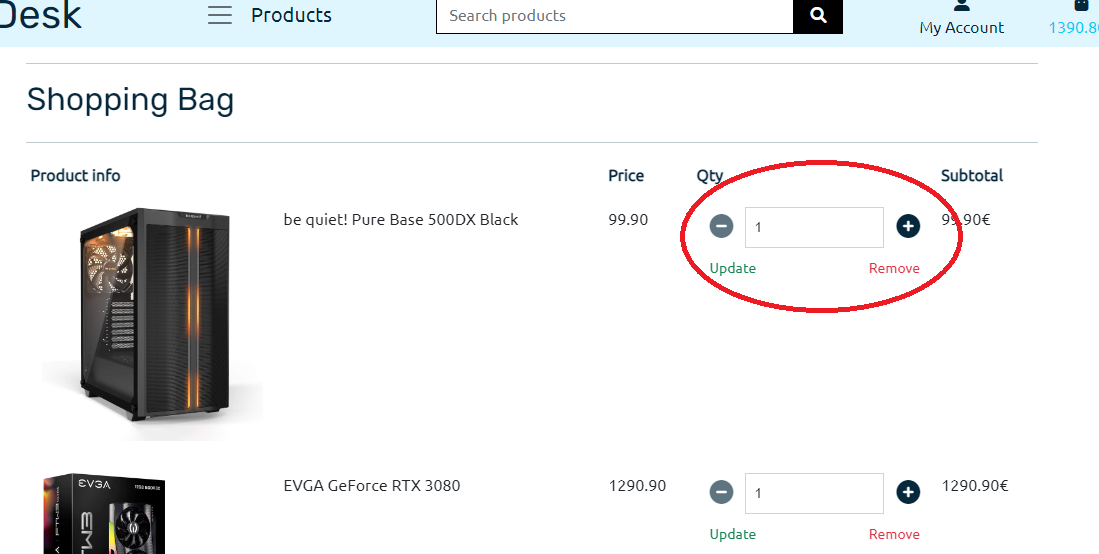 Desk
Products
Search products
My Account
1390.8
Shopping Bag
Product info
Price
Qty
Subtotal
be quiet! Pure Base 500DX Black
99.90
1
99.90€
Update
Remove
EVGA GeForce RTX 3080
1290.90
1
1290.90€
Update
Remove
EVGA